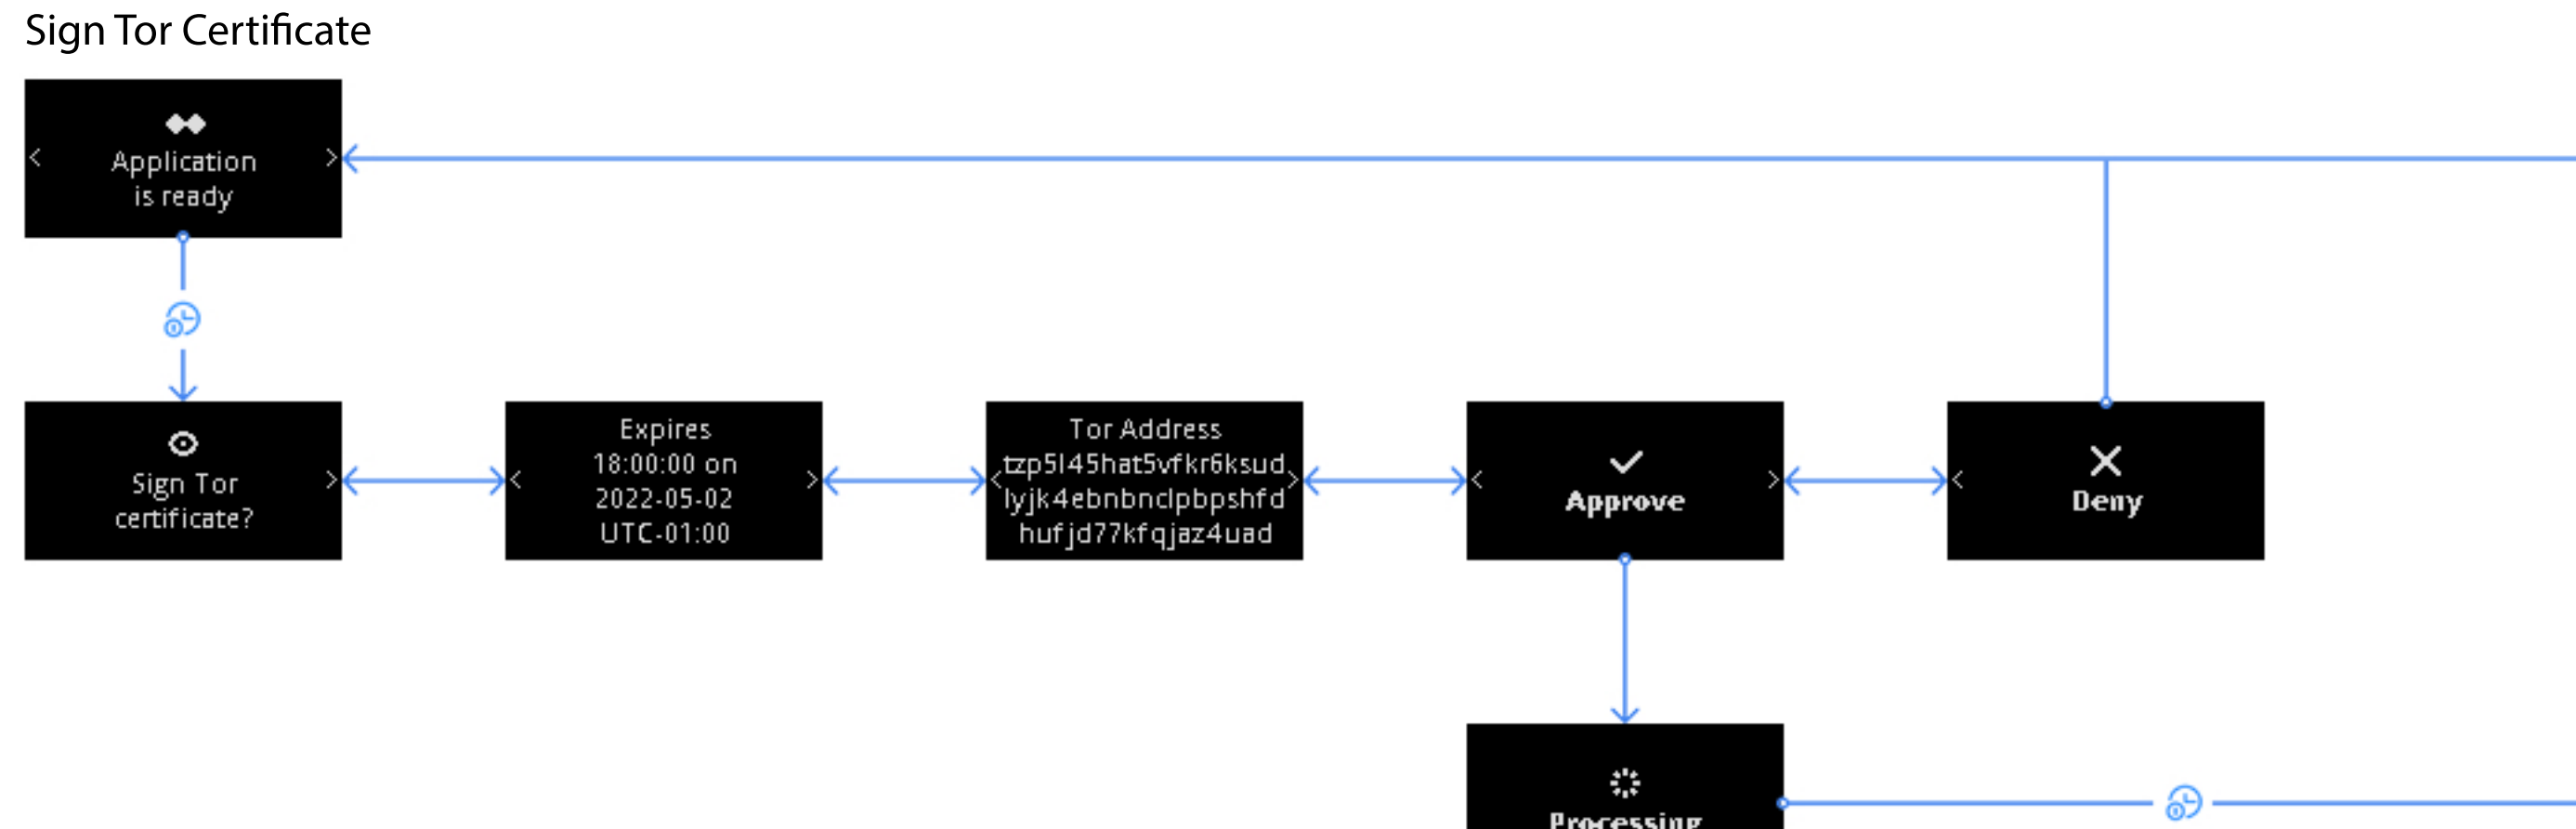 Sign Tor Certificate
Application
is ready
Sign Tor
certificate?
Expires
18:00:00 on
2022-05-02
UTC-01:00
Tor Address
tzp5l45hat5vfkr6ksud
lyjk4ebnbnclpbpshfd
hufjd77kfqjaz4uad
Approve
Deny
Processing